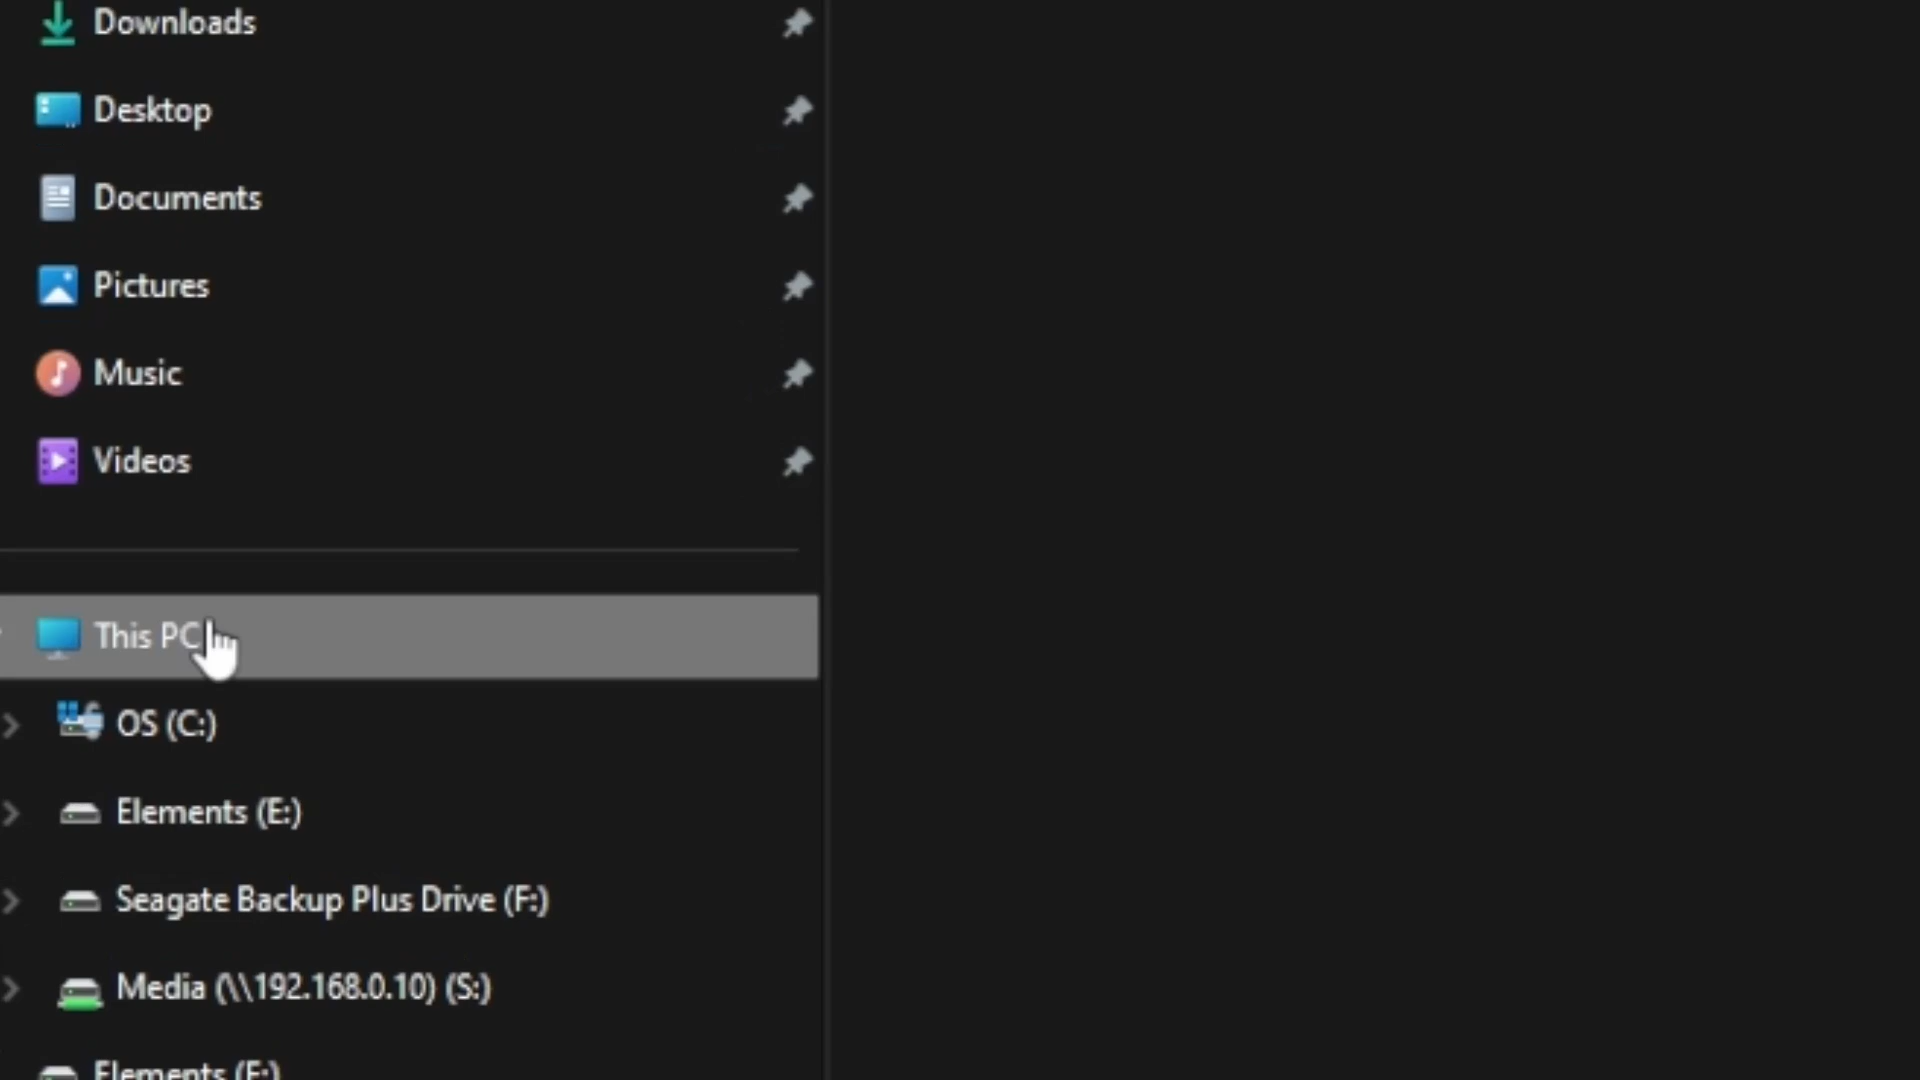 Downloads
Desktop
Documents
Pictures
Music
Videos
This PC
OS (C:)
Elements (E:)
Seagate Backup Plus Drive (F:)
Media (\\192.168.0.10) (S:)
Elements (E:)